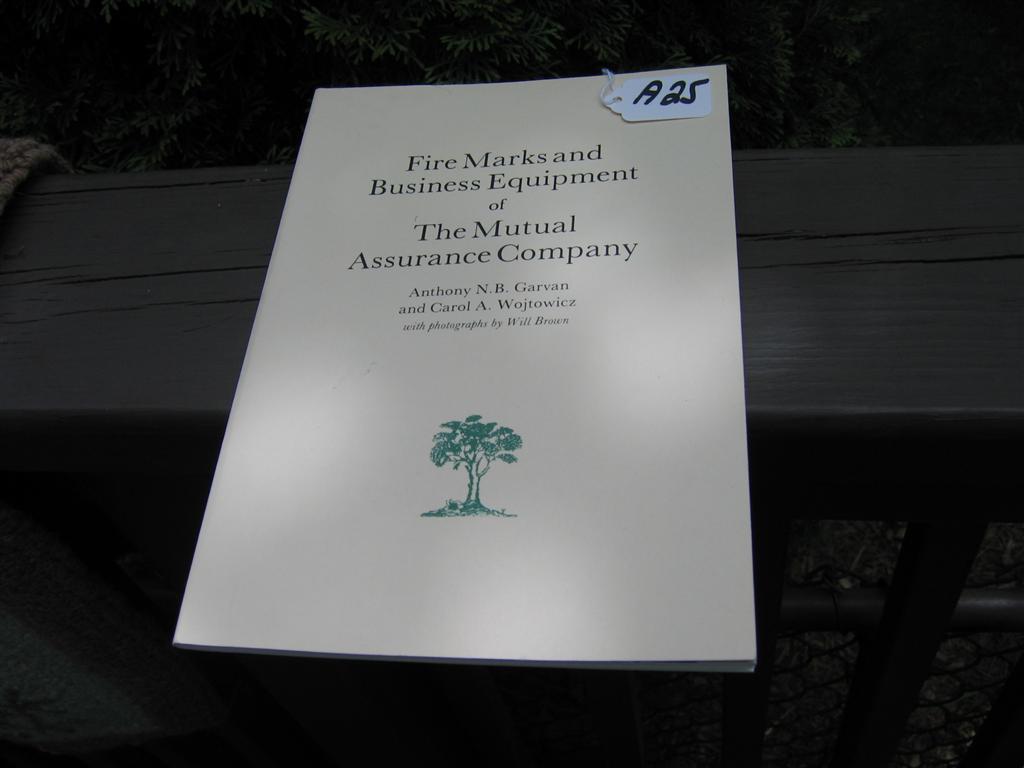 A25
Fire Marks and
Business Equipment
of
The Mutual
Assurance Company
Anthony N.B. Garvan
and Carol A. Wojtowicz
with photographs by Will Brown